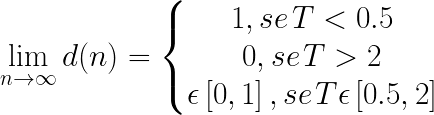 lim n→∞ d(n) = { 1, se T < 0.5
0, se T > 2
ϵ [0, 1] , se T ϵ [0.5, 2]